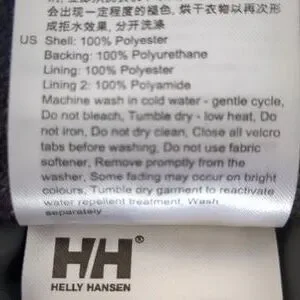 会出现一定程度的褪色, 烘干衣物以再次形
成拒水效果, 分开洗涤
US Shell: 100% Polyester
Backing: 100% Polyurethane
Lining: 100% Polyester
Lining 2: 100% Polyamide
Machine wash in cold water - gentle cycle,
Do not bleach, Tumble dry - low heat, Do
not iron, Do not dry clean, Close all velcro
tabs before washing, Do not use fabric
softener, Remove promptly from the
washer, Some fading may occur on bright
colours, Tumble dry garment to reactivate
water repellent treatment, Wash
separately
HH®
HELLY HANSEN